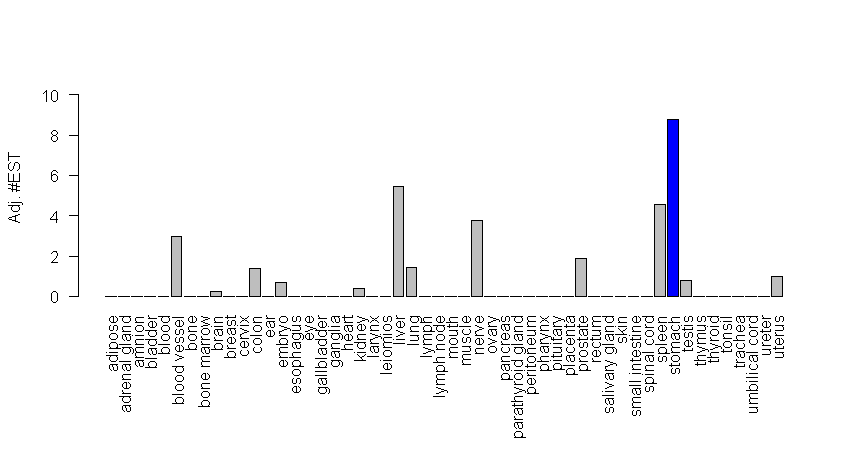 10
8
6
4
2
0
Adj. #EST
adipose
adrenal gland
amnion
bladder
blood
blood vessel
bone
bone marrow
brain
breast
cervix
colon
ear
embryo
esophagus
eye
gallbladder
ganglia
heart
kidney
larynx
leiomios
liver
lung
lymph
lymph node
mouth
muscle
nerve
ovary
pancreas
parathyroid gland
peritoneum
pharynx
pituitary
placenta
prostate
rectum
salivary gland
skin
small intestine
spinal cord
spleen
stomach
testis
thymus
thyroid
tonsil
trachea
umbilical cord
ureter
uterus